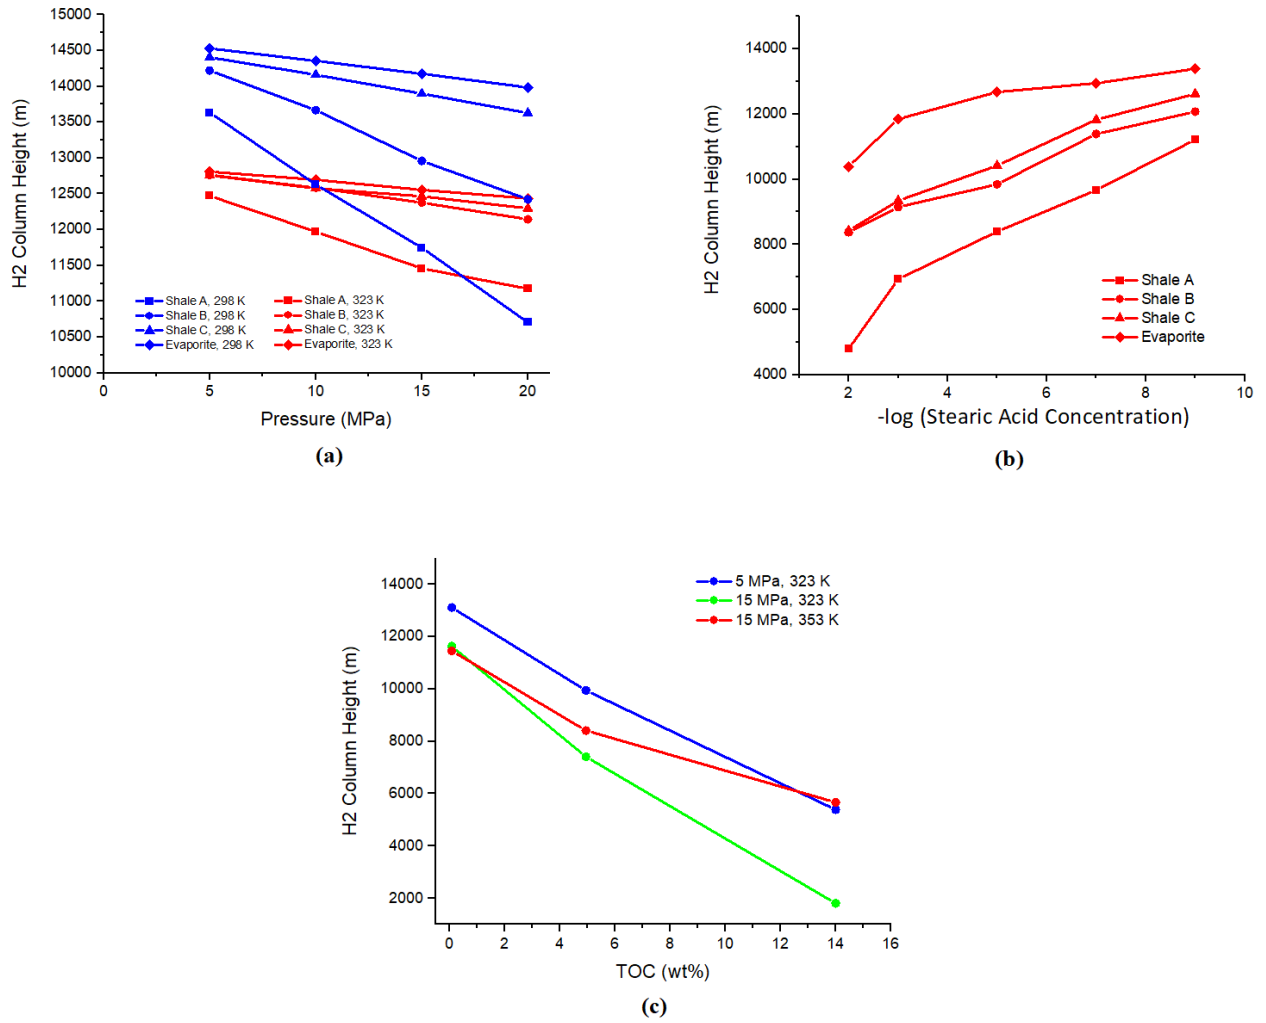 15000
14500
14000
13500
13000
12500
12000
11500
11000
10500
10000
H2 Column Height (m)
Shale A, 298 K
Shale B, 298 K
Shale C, 298 K
Evaporite, 298 K
Shale A, 323 K
Shale B, 323 K
Shale C, 323 K
Evaporite, 323 K
0 5 10 15 20
Pressure (MPa)
(a)
14000
12000
10000
8000
6000
4000
H2 Column Height (m)
Shale A
Shale B
Shale C
Evaporite
2 4 6 8 10
-log (Stearic Acid Concentration)
(b)
14000
12000
10000
8000
6000
4000
2000
H2 Column Height (m)
5 MPa, 323 K
15 MPa, 323 K
15 MPa, 353 K
0 2 4 6 8 10 12 14 16
TOC (wt%)
(c)